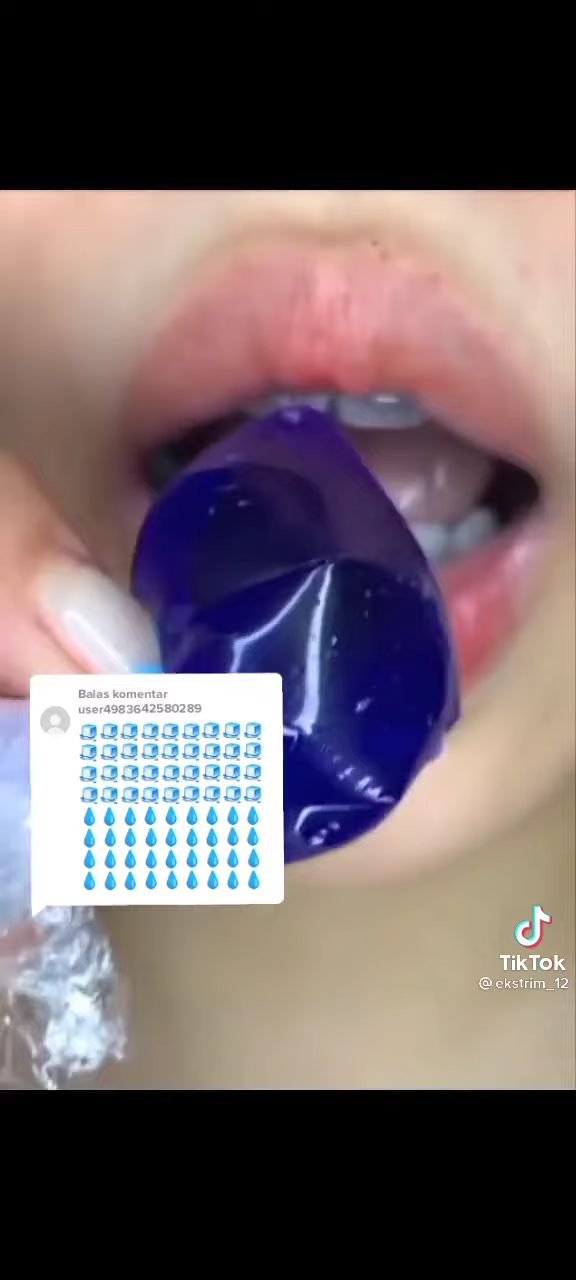 Balas komentar
user4983642580289
🧊🧊🧊🧊🧊🧊🧊🧊🧊
🧊🧊🧊🧊🧊🧊🧊🧊🧊
🧊🧊🧊🧊🧊🧊🧊🧊🧊
🧊🧊🧊🧊🧊🧊🧊🧊🧊
💧💧💧💧💧💧💧💧💧
💧💧💧💧💧💧💧💧💧
💧💧💧💧💧💧💧💧💧
💧💧💧💧💧💧💧💧💧
TikTok
@ekstrim_12